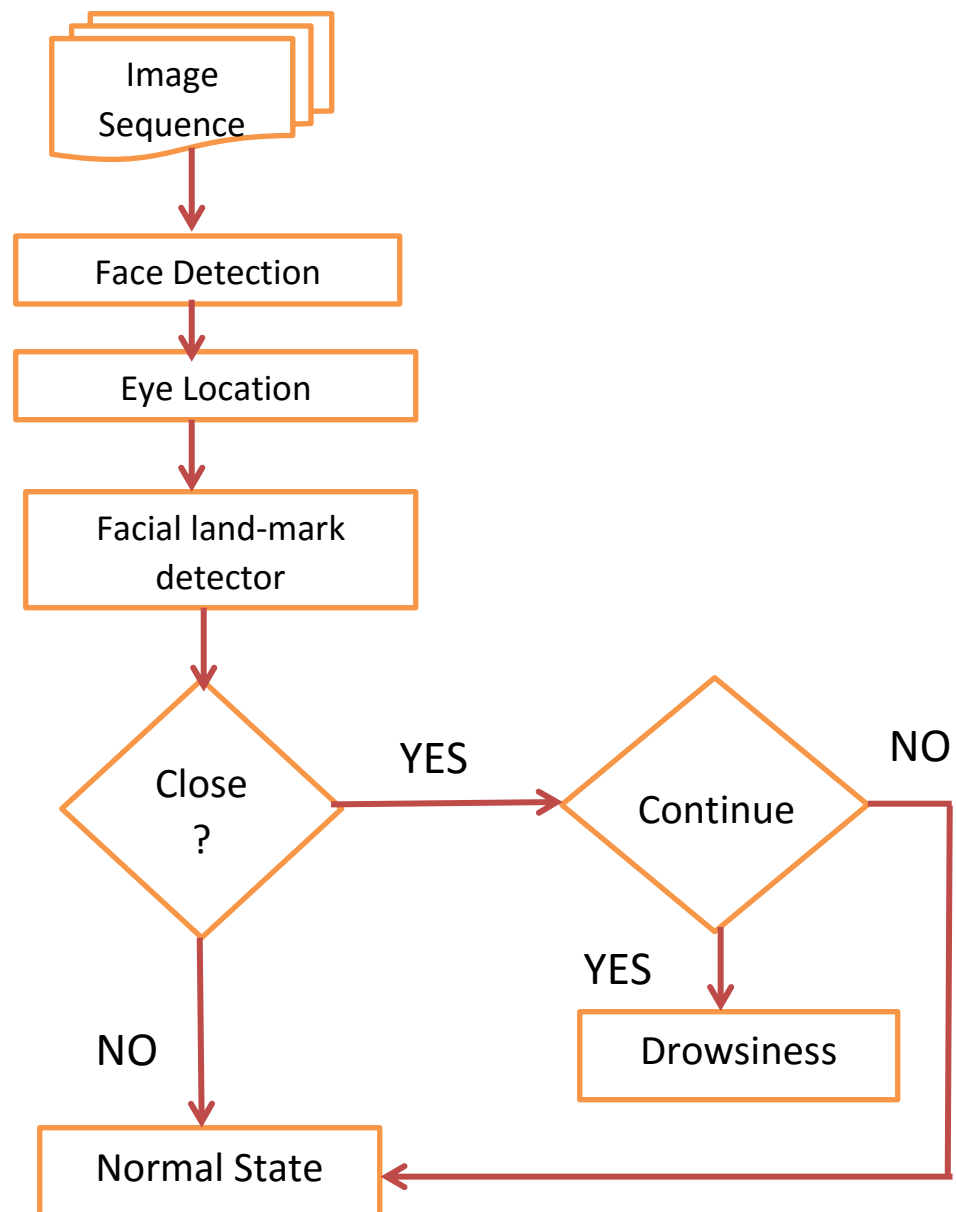 Image
Sequence
Face Detection
Eye Location
Facial land-mark
detector
Close
?
YES
Continue
NO
YES
Drowsiness
NO
Normal State